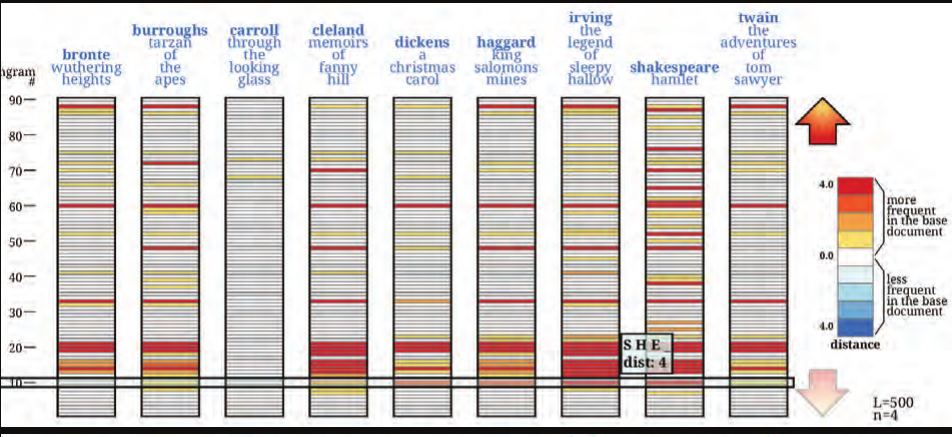 bronte
wuthering
heights
burroughs
tarzan
of
the
apes
carroll
through
the
looking
glass
cleland
memoirs
of
fanny
hill
dickens
a
christmas
carol
haggard
king
salomons
mines
irving
the
legend
of
sleepy
hallow
shakespeare
hamlet
twain
the
adventures
of
tom
sawyer
ngram
#
90
80
70
60
50
40
30
20
10
S H E _
dist: 4
4.0
0.0
4.0
more
frequent
in the base
document
less
frequent
in the base
document
distance
L=500
n=4